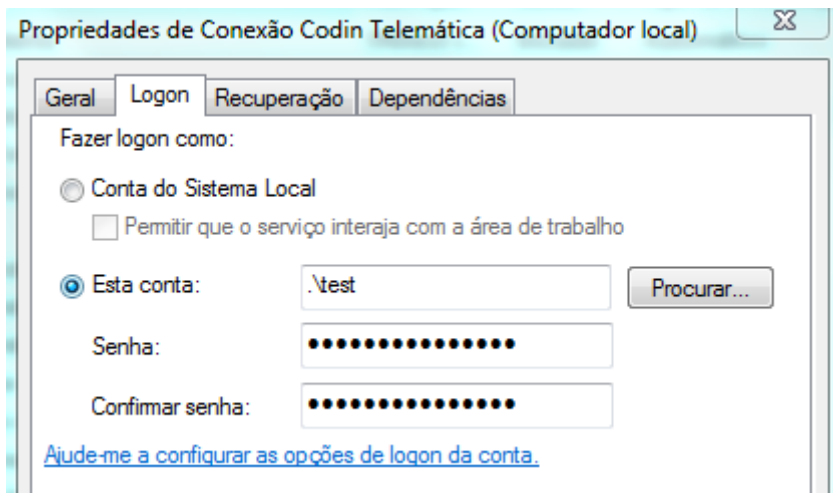 Propriedades de Conexão Codin Telemática (Computador local)
Geral Logon Recuperação Dependências
Fazer logon como:
Conta do Sistema Local
Permitir que o serviço interaja com a área de trabalho
Esta conta: .\test Procurar...
Senha: •••••••••••••••
Confirmar senha: •••••••••••••••
Ajude-me a configurar as opções de logon da conta.